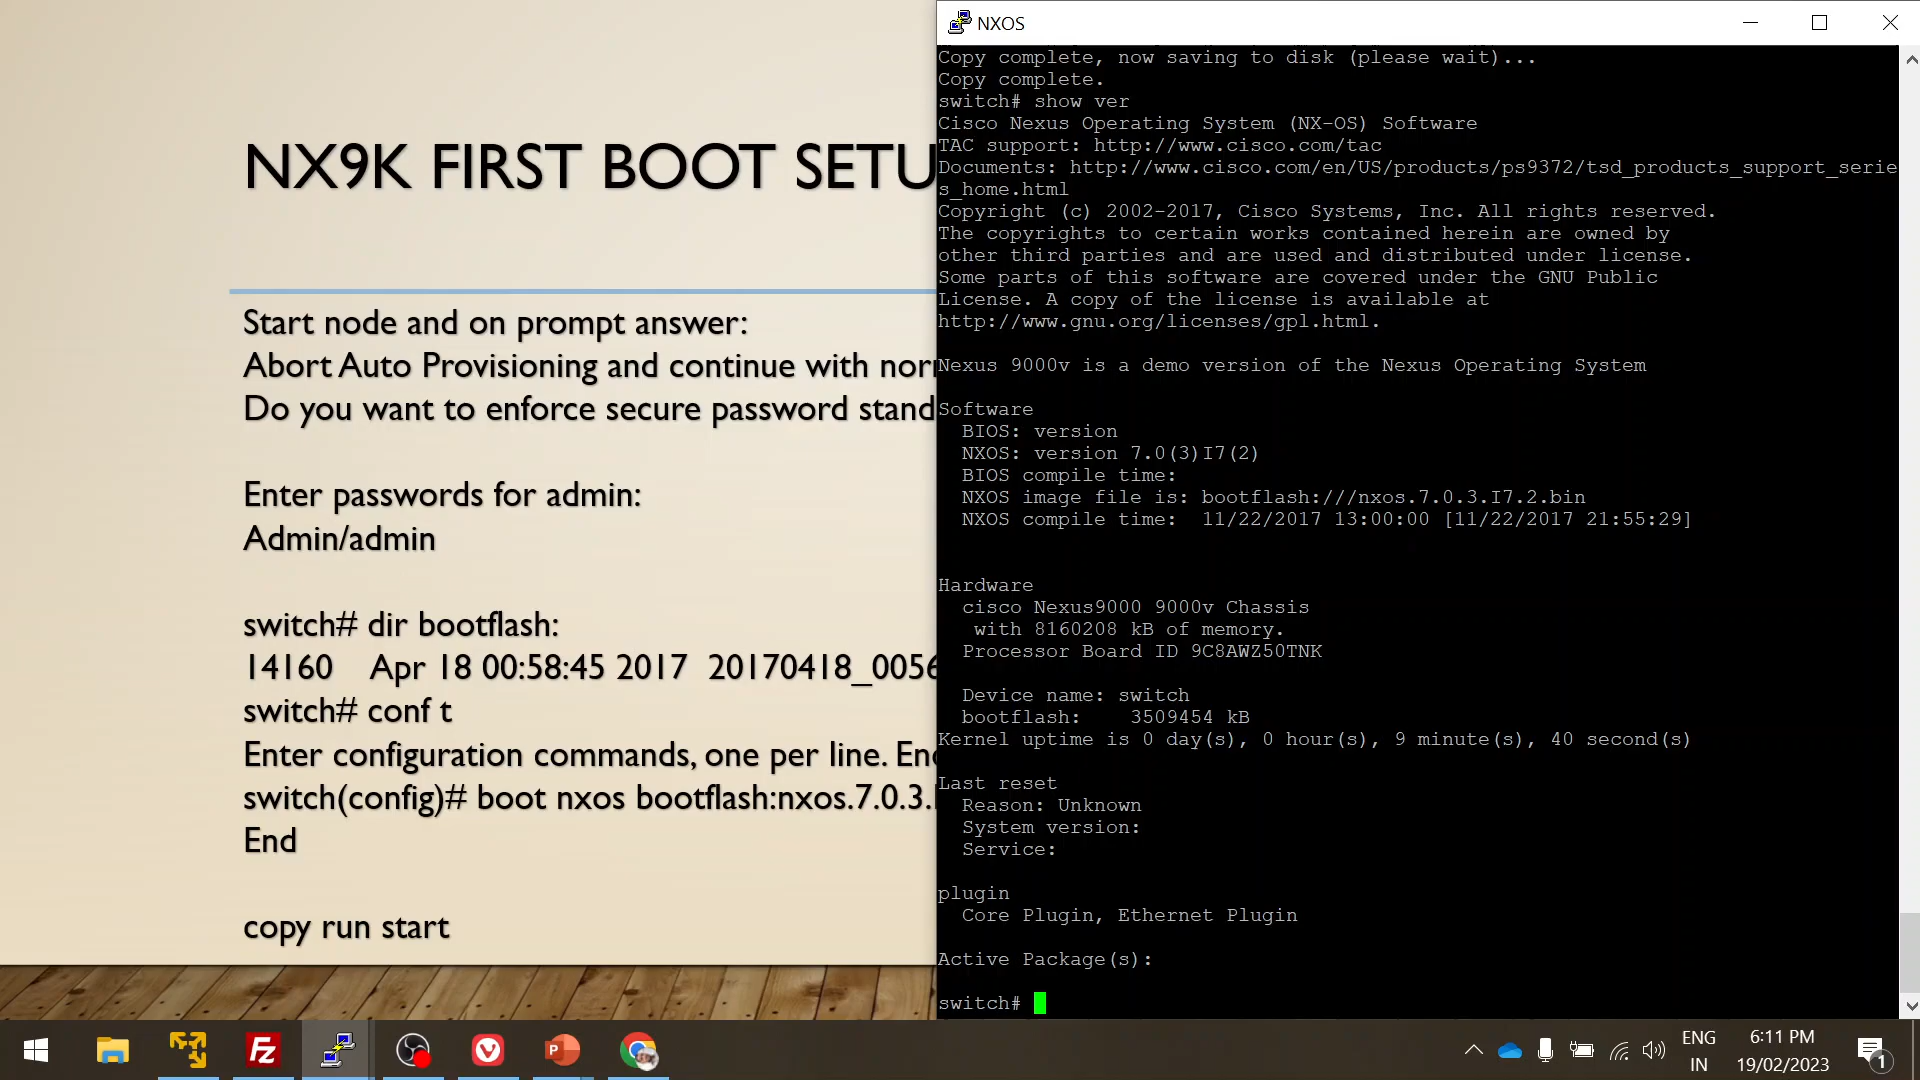 NX9K FIRST BOOT SETU
Start node and on prompt answer:
Abort Auto Provisioning and continue with nor
Do you want to enforce secure password stand
Enter passwords for admin:
Admin/admin
switch# dir bootflash:
14160 Apr 18 00:58:45 2017 20170418_0056
switch# conf t
Enter configuration commands, one per line. End
switch(config)# boot nxos bootflash:nxos.7.0.3.
End
copy run start
NXOS
Copy complete, now saving to disk (please wait)...
Copy complete.
switch# show ver
Cisco Nexus Operating System (NX-OS) Software
TAC support: http://www.cisco.com/tac
Documents: http://www.cisco.com/en/US/products/ps9372/tsd_products_support_serie
s_home.html
Copyright (c) 2002-2017, Cisco Systems, Inc. All rights reserved.
The copyrights to certain works contained herein are owned by
other third parties and are used and distributed under license.
Some parts of this software are covered under the GNU Public
License. A copy of the license is available at
http://www.gnu.org/licenses/gpl.html.
Nexus 9000v is a demo version of the Nexus Operating System
Software
BIOS: version
NXOS: version 7.0(3)I7(2)
BIOS compile time:
NXOS image file is: bootflash:///nxos.7.0.3.I7.2.bin
NXOS compile time: 11/22/2017 13:00:00 [11/22/2017 21:55:29]
Hardware
cisco Nexus9000 9000v Chassis
with 8160208 kB of memory.
Processor Board ID 9C8AWZ50TNK
Device name: switch
bootflash: 3509454 kB
Kernel uptime is 0 day(s), 0 hour(s), 9 minute(s), 40 second(s)
Last reset
Reason: Unknown
System version:
Service:
plugin
Core Plugin, Ethernet Plugin
Active Package(s):
switch#
ENG
IN
6:11 PM
19/02/2023
1